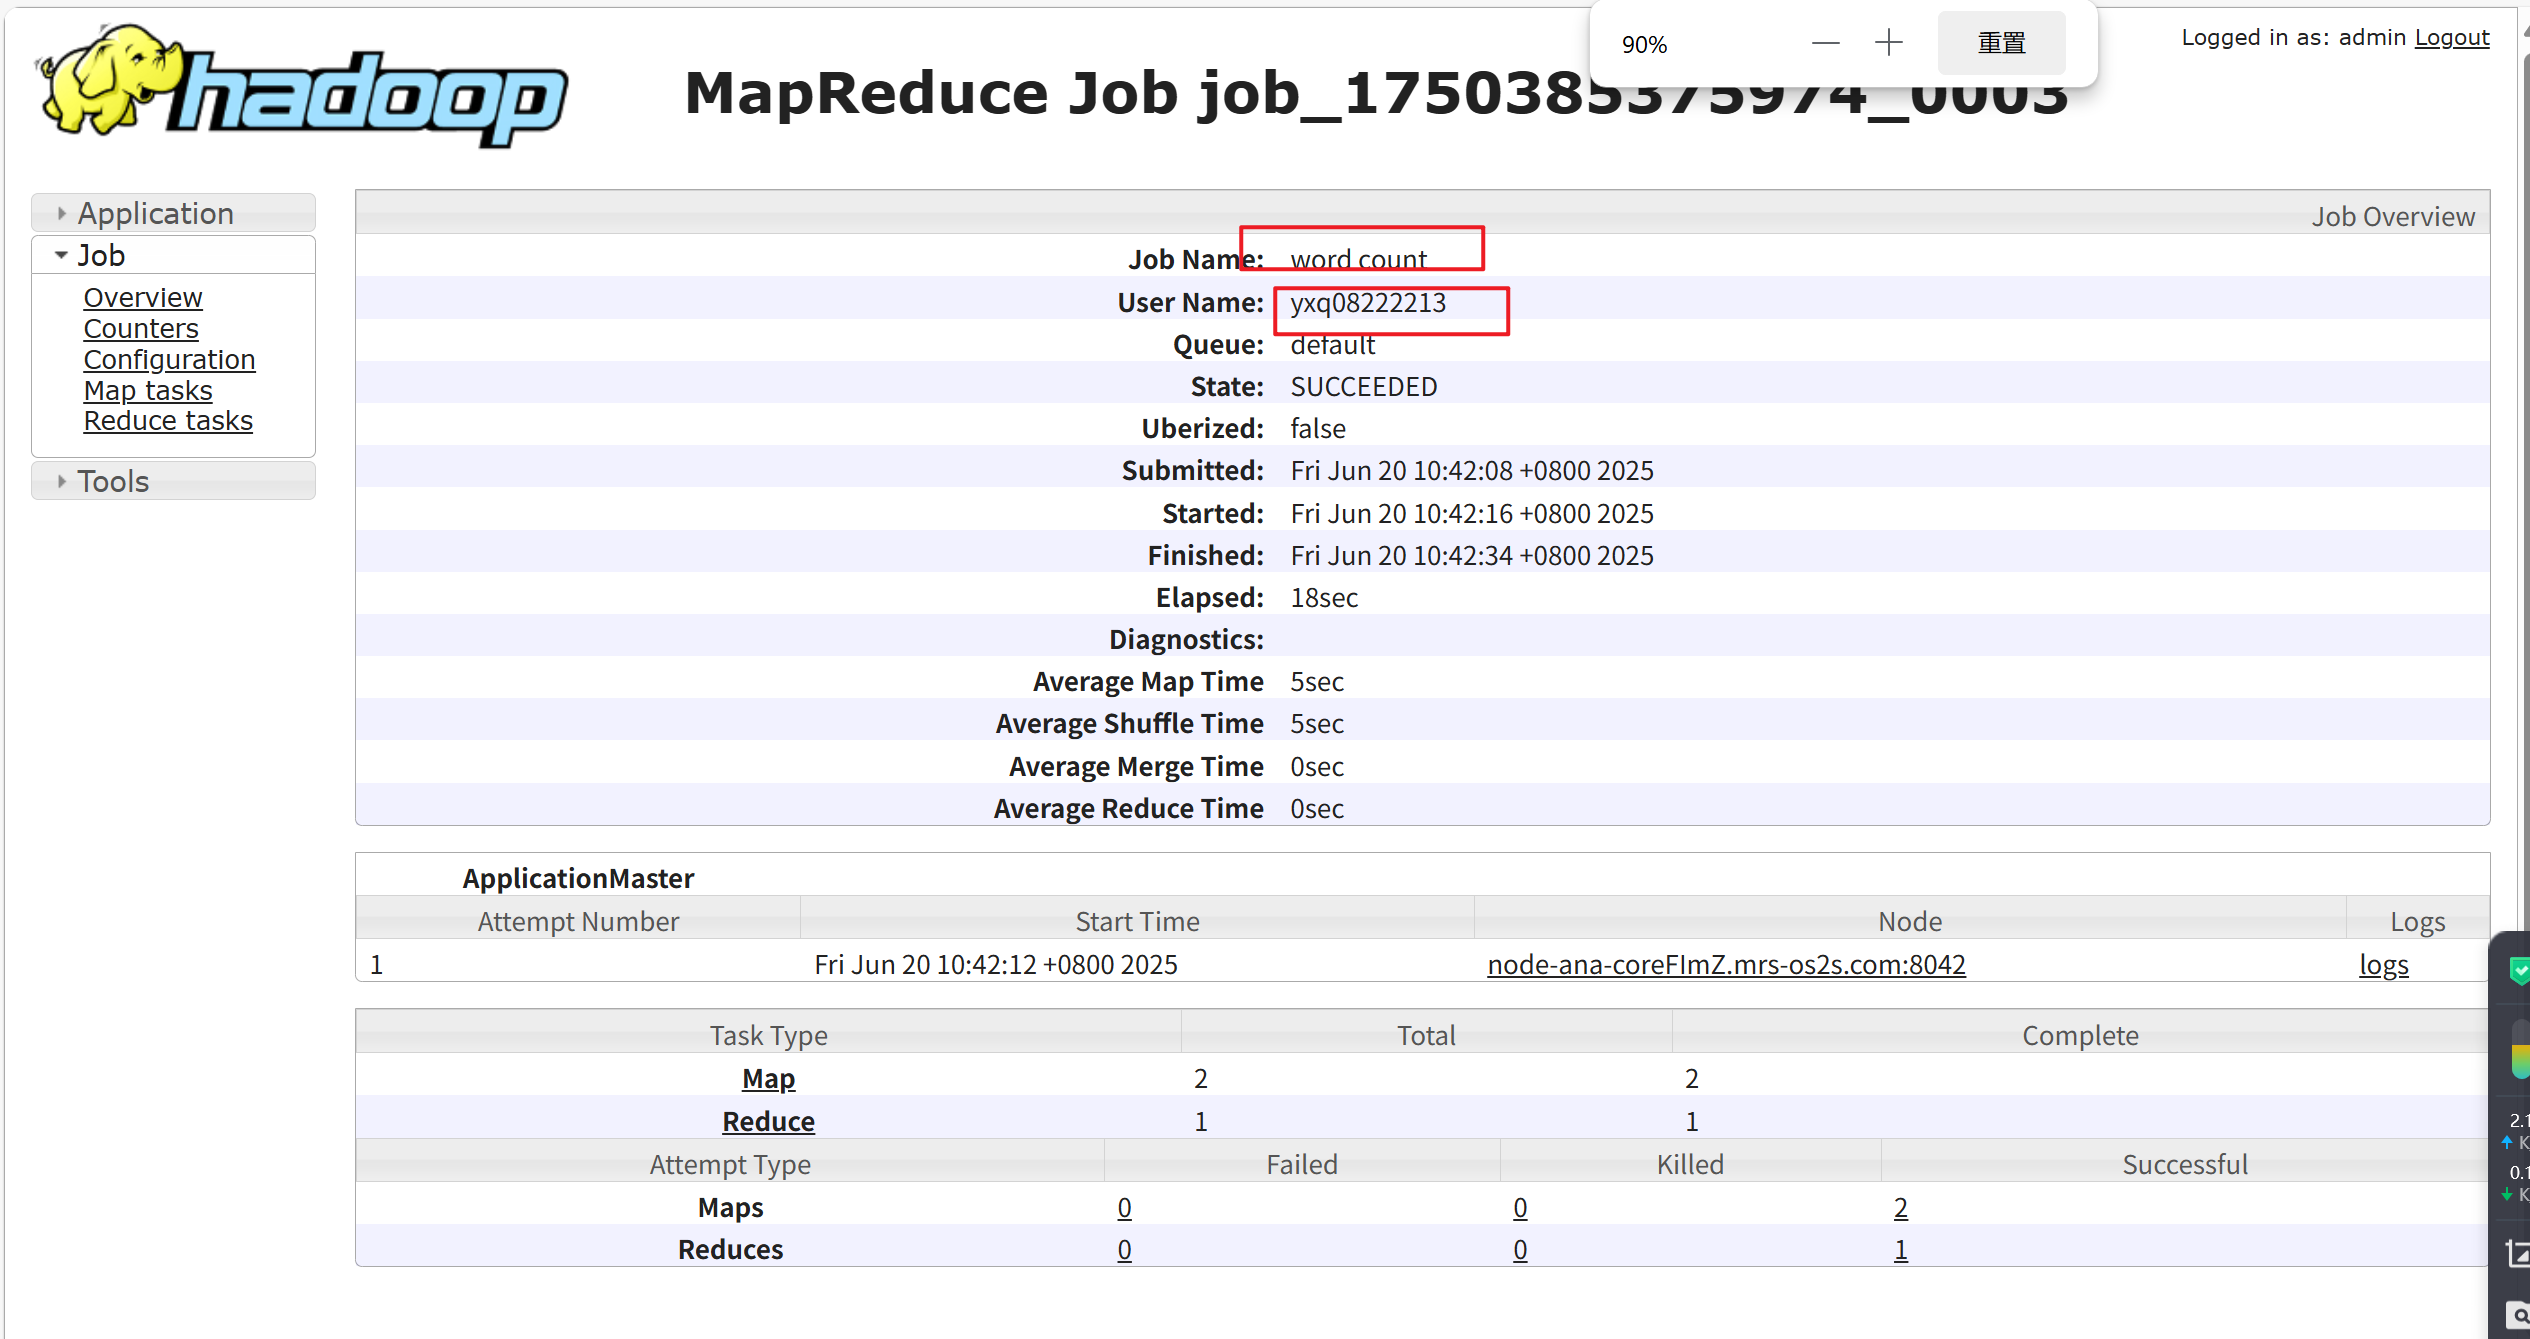 90%
重置
Logged in as: admin Logout
hadoop
MapReduce Job job_1750385375974_0003
Application
Job
Overview
Counters
Configuration
Map tasks
Reduce tasks
Tools
Job Overview
Job Name: word count
User Name: yxq08222213
Queue: default
State: SUCCEEDED
Uberized: false
Submitted: Fri Jun 20 10:42:08 +0800 2025
Started: Fri Jun 20 10:42:16 +0800 2025
Finished: Fri Jun 20 10:42:34 +0800 2025
Elapsed: 18sec
Diagnostics:
Average Map Time 5sec
Average Shuffle Time 5sec
Average Merge Time 0sec
Average Reduce Time 0sec
ApplicationMaster
Attempt Number Start Time Node Logs
1 Fri Jun 20 10:42:12 +0800 2025 node-ana-coreFImZ.mrs-os2s.com:8042 logs
Task Type Total Complete
Map 2 2
Reduce 1 1
Attempt Type Failed Killed Successful
Maps 0 0 2
Reduces 0 0 1